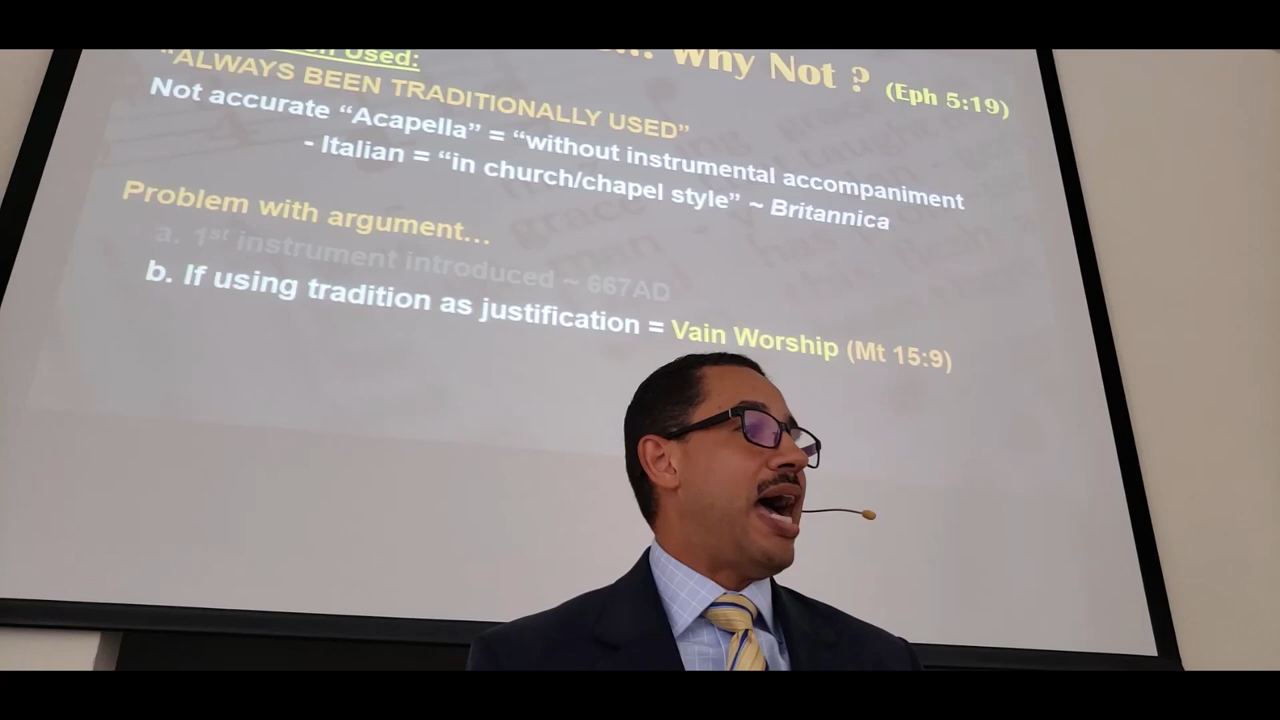 Why Not ? (Eph 5:19)
Used:
"ALWAYS BEEN TRADITIONALLY USED"
Not accurate “Acapella” = “without instrumental accompaniment
- Italian = “in church/chapel style” ~ Britannica
Problem with argument...
a. 1st instrument introduced ~ 667AD
b. If using tradition as justification = Vain Worship (Mt 15:9)